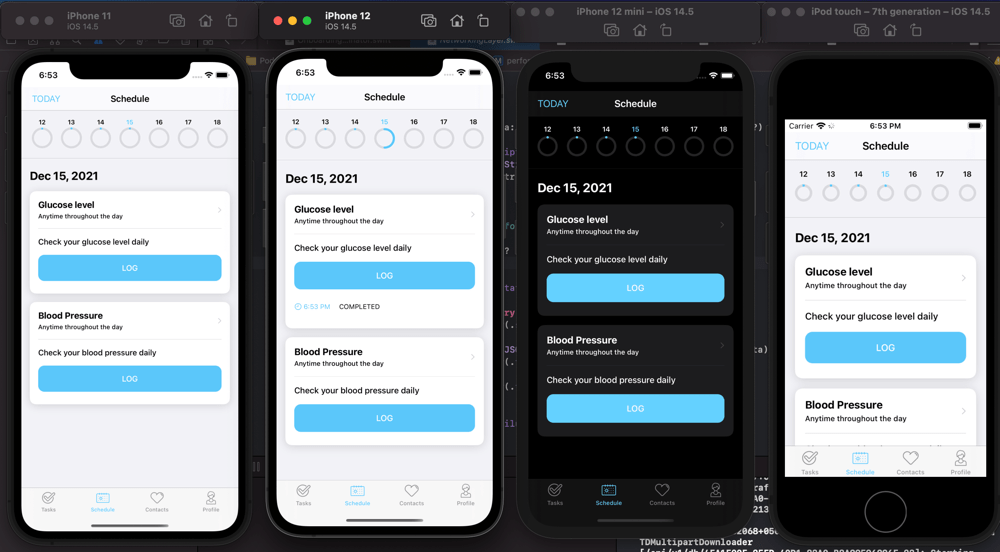 iPhone 11
iOS 14.5
iPhone 12
iOS 14.5
iPhone 12 mini – iOS 14.5
iPod touch – 7th generation – iOS 14.5
6:53
TODAY
Schedule
12 13 14 15 16 17 18
Dec 15, 2021
Glucose level
Anytime throughout the day
Check your glucose level daily
LOG
Blood Pressure
Anytime throughout the day
Check your blood pressure daily
LOG
Tasks
Schedule
Contacts
Profile
6:53
TODAY
Schedule
12 13 14 15 16 17 18
Dec 15, 2021
Glucose level
Anytime throughout the day
Check your glucose level daily
LOG
6:53 PM COMPLETED
Blood Pressure
Anytime throughout the day
Check your blood pressure daily
LOG
Tasks
Schedule
Contacts
Profile
6:53
TODAY
Schedule
12 13 14 15 16 17 18
Dec 15, 2021
Glucose level
Anytime throughout the day
Check your glucose level daily
LOG
Blood Pressure
Anytime throughout the day
Check your blood pressure daily
LOG
Tasks
Schedule
Contacts
Profile
Carrier
6:53 PM
TODAY
Schedule
12 13 14 15 16 17 18
Dec 15, 2021
Glucose level
Anytime throughout the day
Check your glucose level daily
LOG
Blood Pressure
Anytime throughout the day
Tasks
Schedule
Contacts
Profile
TDMultipartDownloader